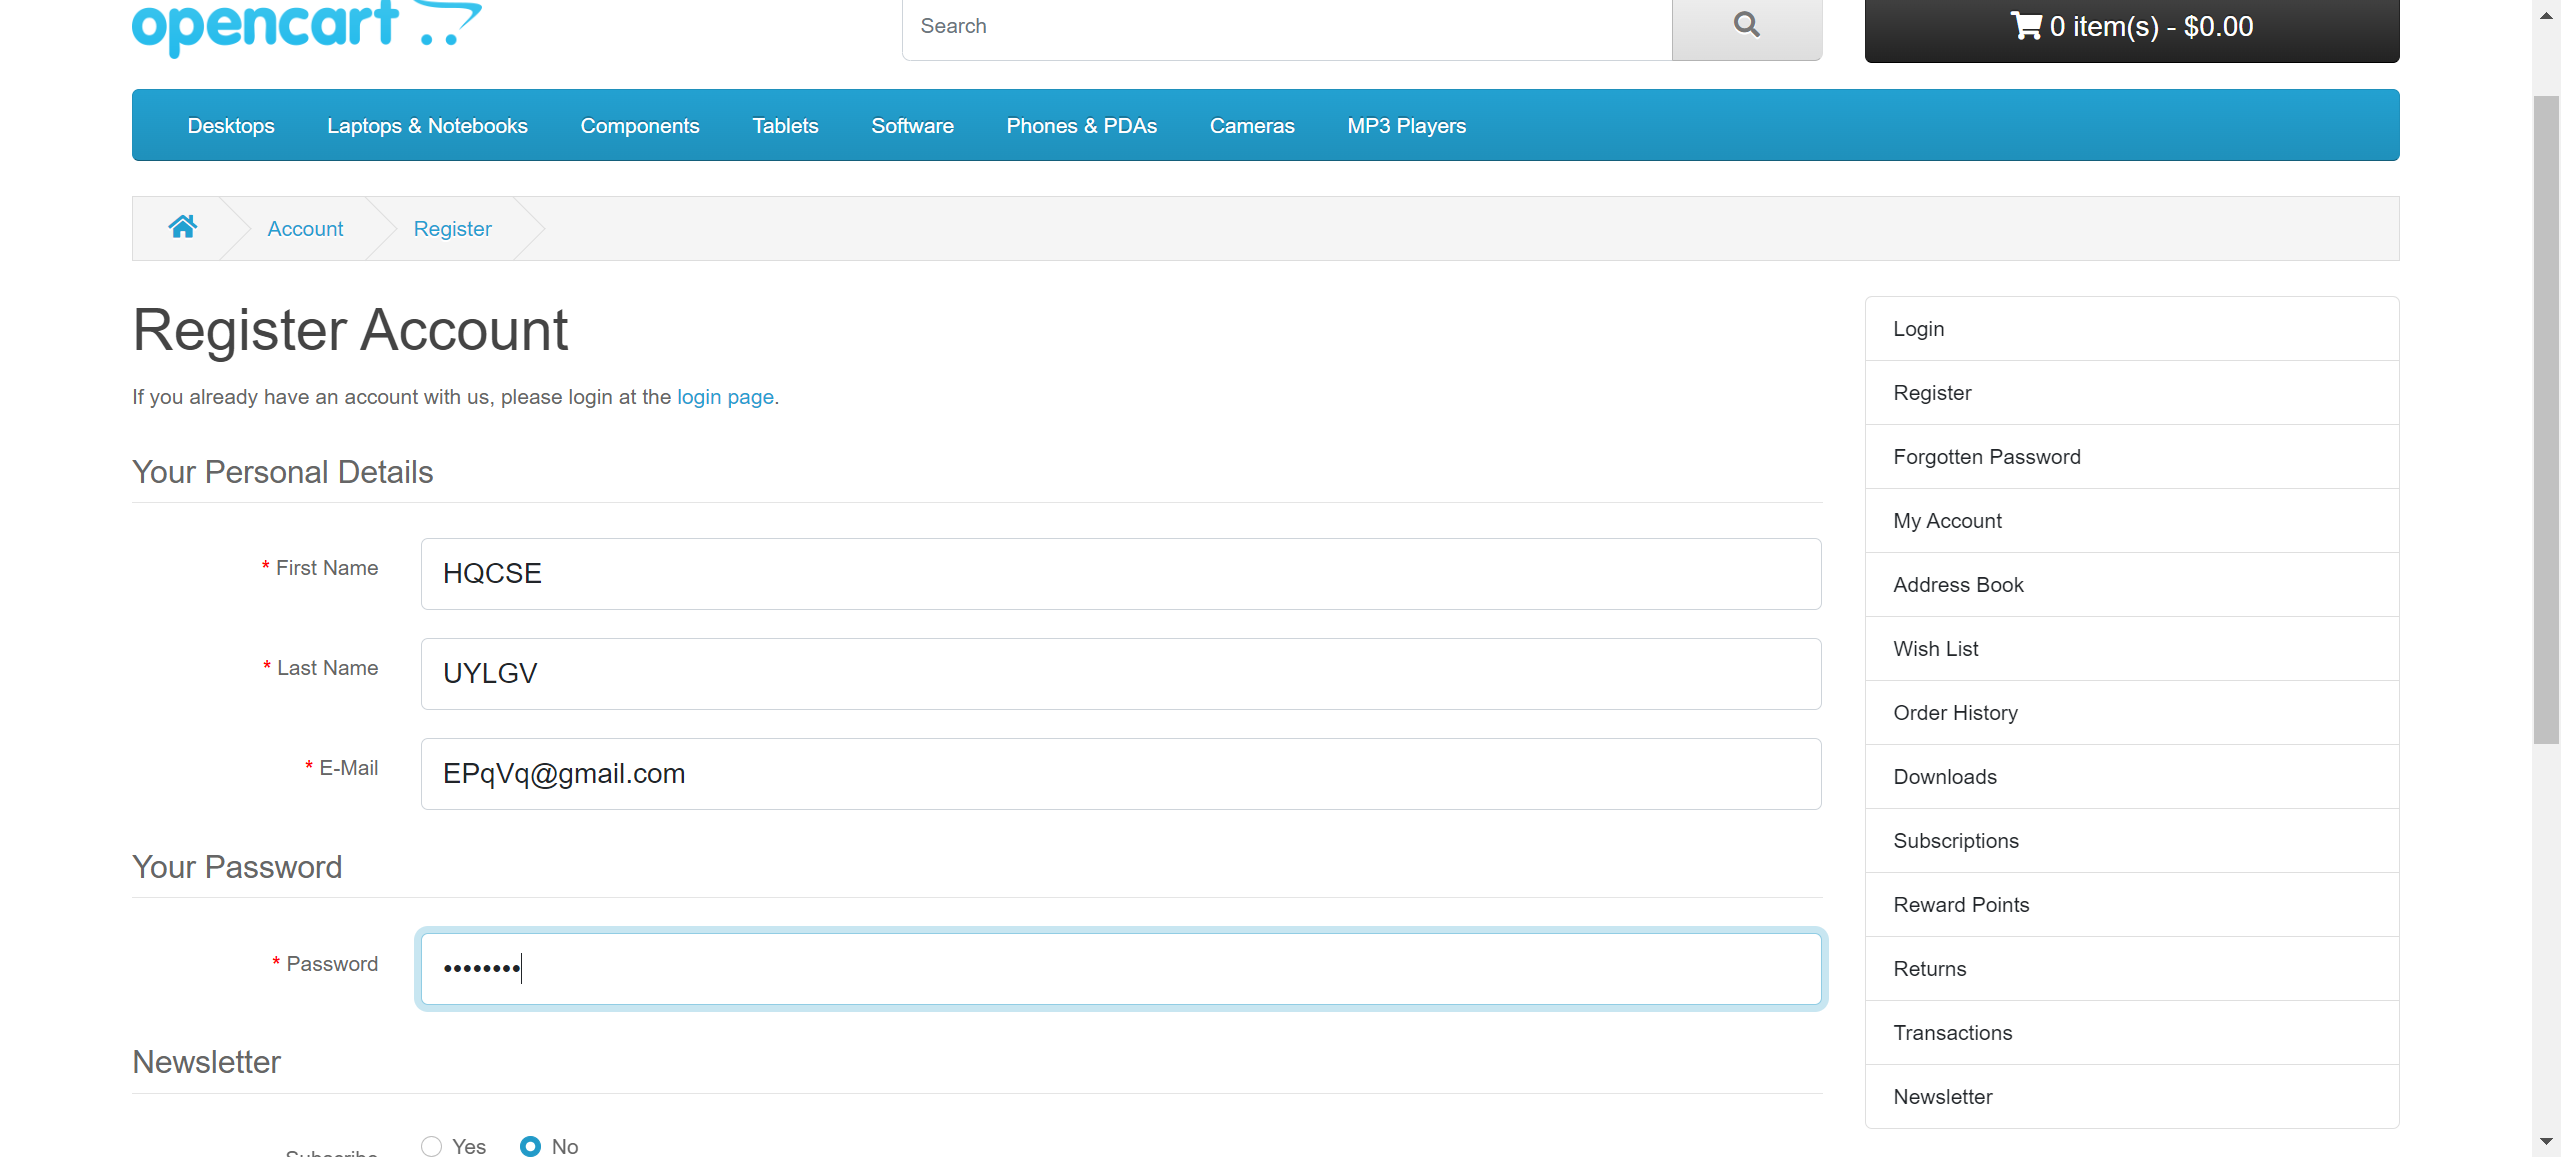 opencart
Search
0 item(s) - $0.00
Desktops Laptops & Notebooks Components Tablets Software Phones & PDAs Cameras MP3 Players
Account Register
Register Account
If you already have an account with us, please login at the login page.
Your Personal Details
* First Name HQCSE
* Last Name UYLGV
* E-Mail EPqVq@gmail.com
Your Password
* Password ••••••••
Newsletter
Subscribe Yes No
Login
Register
Forgotten Password
My Account
Address Book
Wish List
Order History
Downloads
Subscriptions
Reward Points
Returns
Transactions
Newsletter